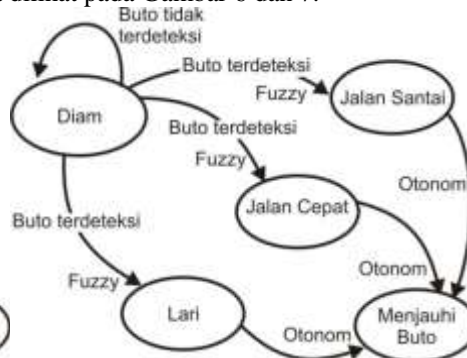 Buto tidak
terdeteksi
Buto terdeteksi
Fuzzy
Jalan Santai
Diam
Buto terdeteksi
Fuzzy
Otonom
Jalan Cepat
Buto terdeteksi
Otonom
Fuzzy
Lari
Menjauhi
Buto
Otonom